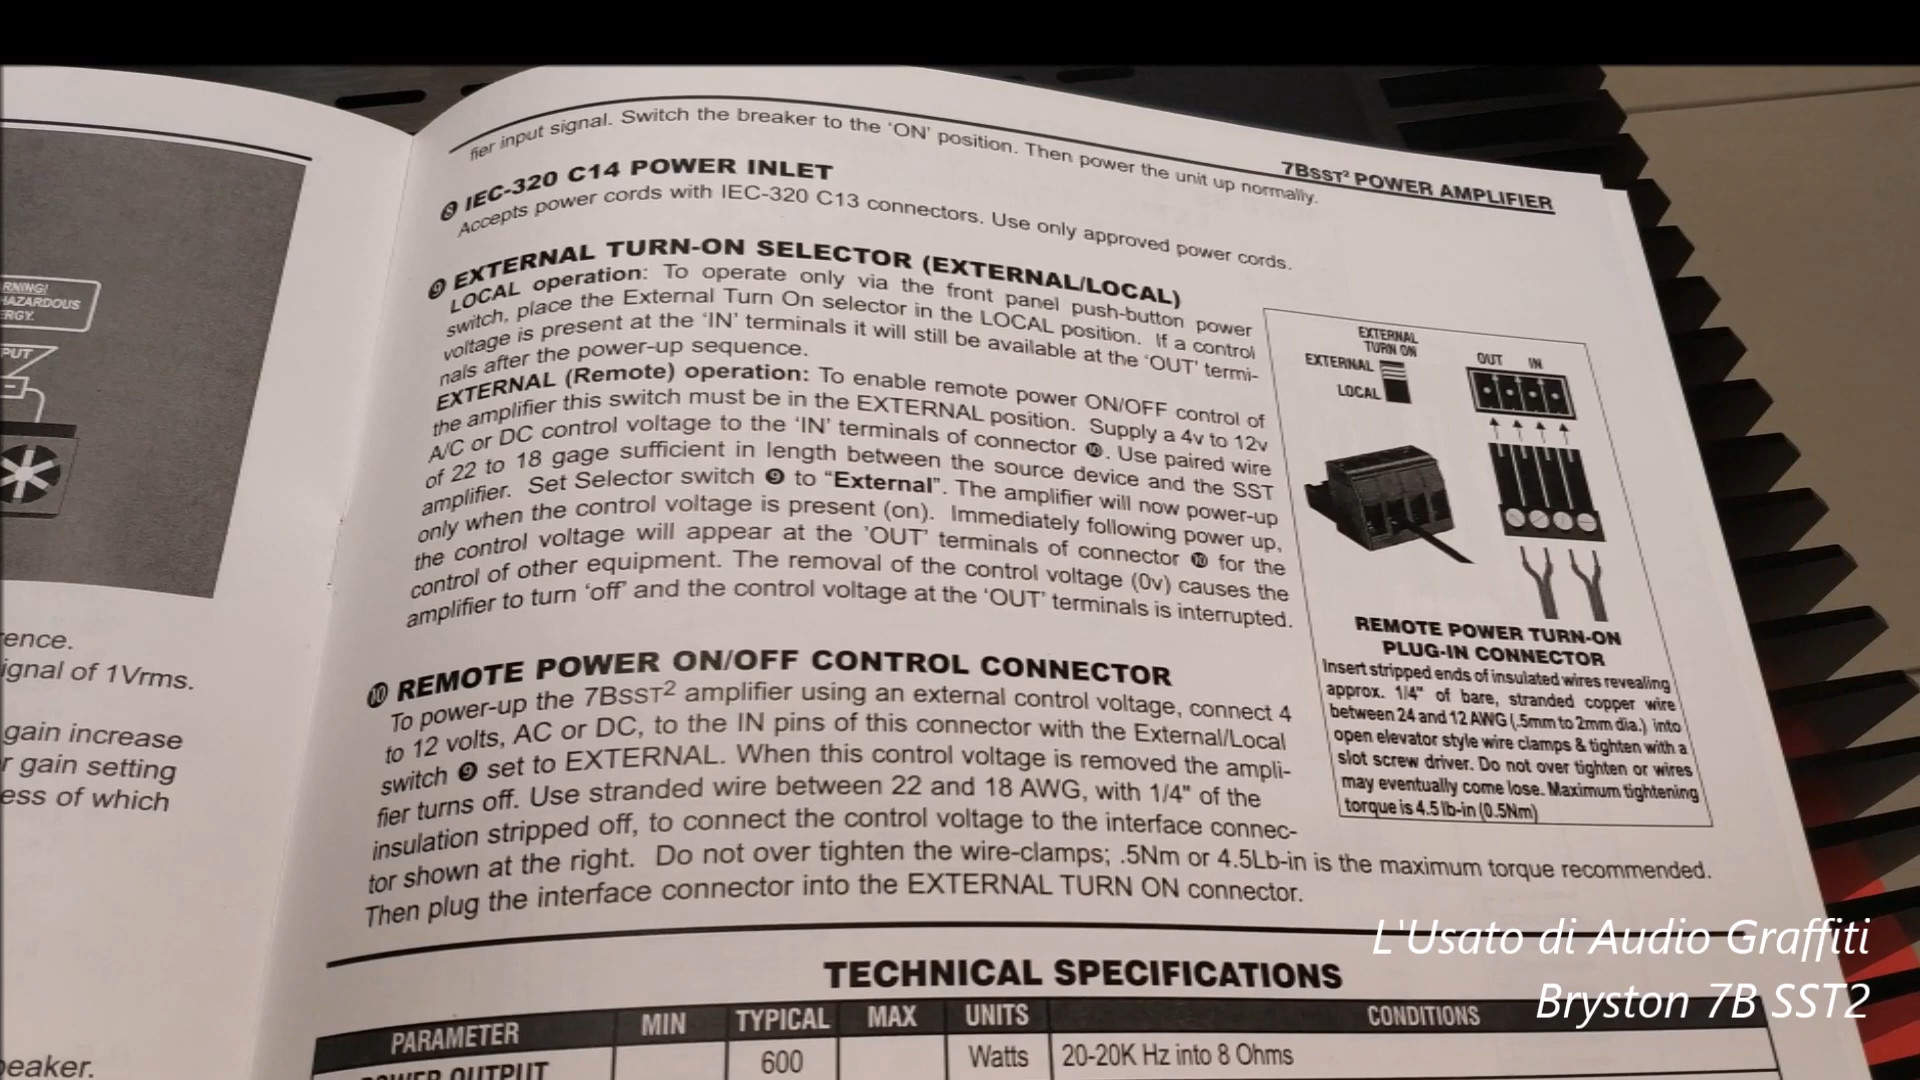 RNING!
HAZARDOUS
RGY.
PUT
ence.
ignal of 1Vrms.
gain increase
r gain setting
ess of which
peaker.
7BSST² POWER AMPLIFIER
fier input signal. Switch the breaker to the ‘ON’ position. Then power the unit up normally.
❽ IEC-320 C14 POWER INLET
Accepts power cords with IEC-320 C13 connectors. Use only approved power cords.
❾ EXTERNAL TURN-ON SELECTOR (EXTERNAL/LOCAL)
LOCAL operation: To operate only via the front panel push-button power
switch, place the External Turn On selector in the LOCAL position. If a control
voltage is present at the ‘IN’ terminals it will still be available at the ‘OUT’ termi-
nals after the power-up sequence.
EXTERNAL (Remote) operation: To enable remote power ON/OFF control of
the amplifier this switch must be in the EXTERNAL position. Supply a 4v to 12v
A/C or DC control voltage to the ‘IN’ terminals of connector ❿. Use paired wire
of 22 to 18 gage sufficient in length between the source device and the SST
amplifier. Set Selector switch ❾ to “External”. The amplifier will now power-up
only when the control voltage is present (on). Immediately following power up,
the control voltage will appear at the ’OUT’ terminals of connector ❿ for the
control of other equipment. The removal of the control voltage (0v) causes the
amplifier to turn ‘off’ and the control voltage at the ‘OUT’ terminals is interrupted.
EXTERNAL
TURN ON
EXTERNAL
LOCAL
OUT IN
REMOTE POWER TURN-ON
PLUG-IN CONNECTOR
Insert stripped ends of insulated wires revealing
approx. 1/4" of bare, stranded copper wire
between 24 and 12 AWG (.5mm to 2mm dia.) into
open elevator style wire clamps & tighten with a
slot screw driver. Do not over tighten or wires
may eventually come lose. Maximum tightening
torque is 4.5 lb-in (0.5Nm)
❿ REMOTE POWER ON/OFF CONTROL CONNECTOR
To power-up the 7BSST² amplifier using an external control voltage, connect 4
to 12 volts, AC or DC, to the IN pins of this connector with the External/Local
switch ❾ set to EXTERNAL. When this control voltage is removed the ampli-
fier turns off. Use stranded wire between 22 and 18 AWG, with 1/4" of the
insulation stripped off, to connect the control voltage to the interface connec-
tor shown at the right. Do not over tighten the wire-clamps; .5Nm or 4.5Lb-in is the maximum torque recommended.
Then plug the interface connector into the EXTERNAL TURN ON connector.
TECHNICAL SPECIFICATIONS
PARAMETER MIN TYPICAL MAX UNITS CONDITIONS
POWER OUTPUT 600 Watts 20-20K Hz into 8 Ohms
L'Usato di Audio Graffiti
Bryston 7B SST2